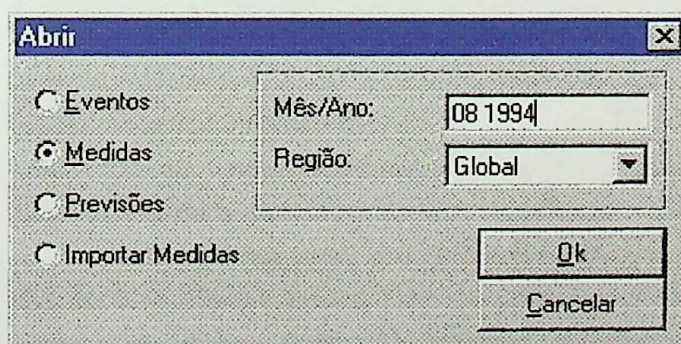 Abrir
Eventos
Medidas
Previsões
Importar Medidas
Mês/Ano:
08 1994
Região:
Global
Ok
Cancelar